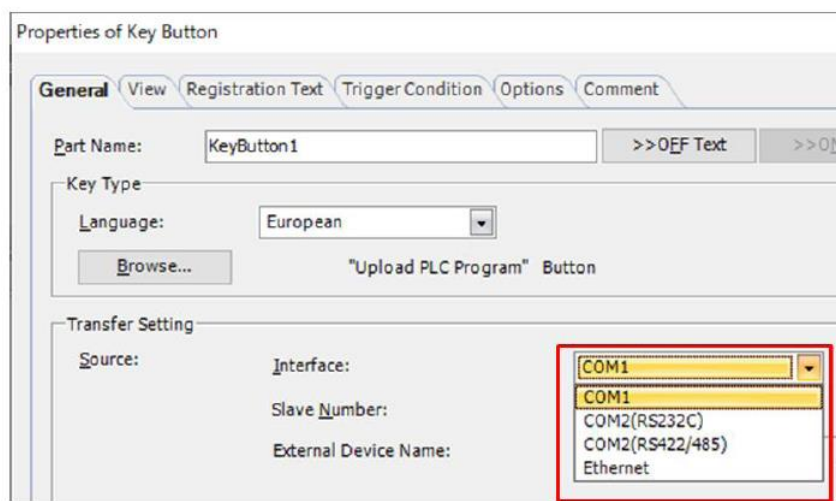 Properties of Key Button
General View Registration Text Trigger Condition Options Comment
Part Name: KeyButton1 >>OFF Text
Key Type
Language: European
Browse... "Upload PLC Program" Button
Transfer Setting
Source: Interface: COM1
COM1
Slave Number: COM2(RS232C)
COM2(RS422/485)
External Device Name:
Ethernet